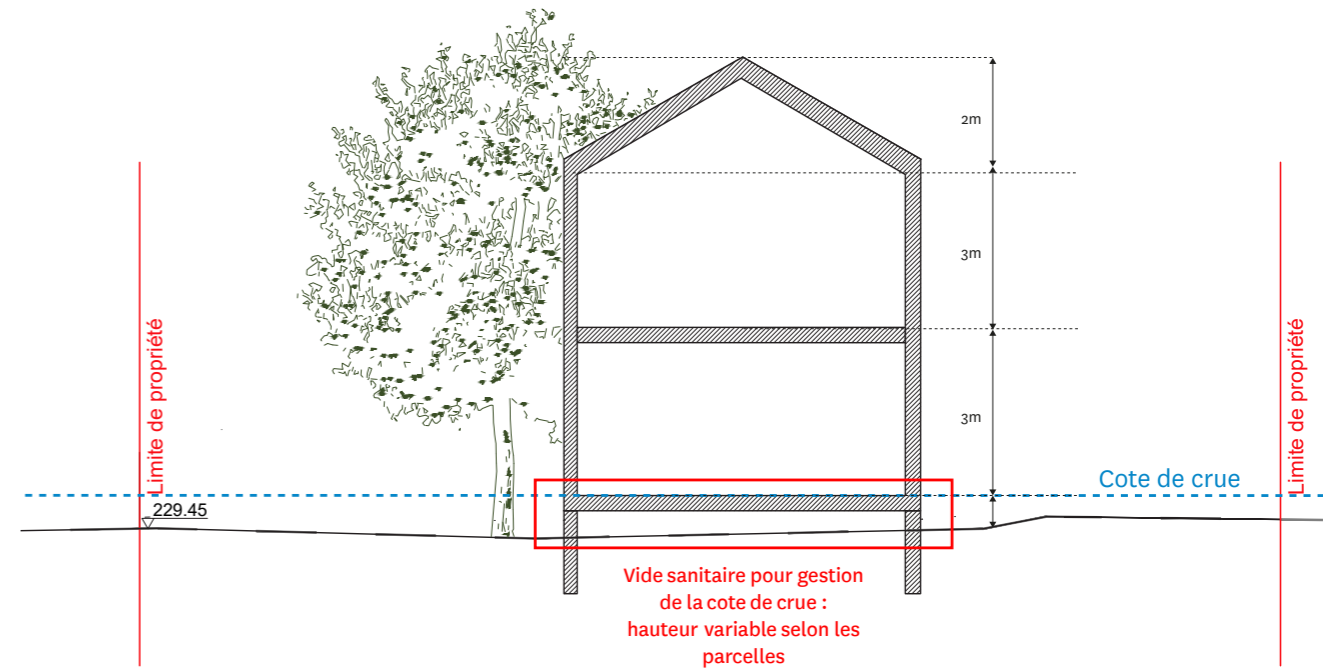 2m
3m
3m
Limite de propriété
Limite de propriété
Cote de crue
229.45
Vide sanitaire pour gestion
de la cote de crue :
hauteur variable selon les
parcelles